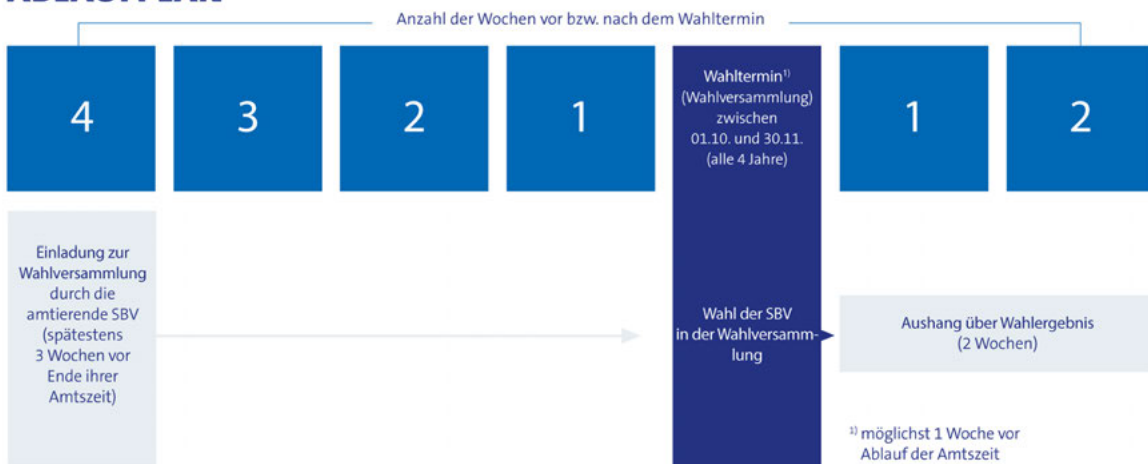 Anzahl der Wochen vor bzw. nach dem Wahltermin
4
3
2
1
Wahltermin¹⁾
(Wahlversammlung)
zwischen
01.10. und 30.11.
(alle 4 Jahre)
1
2
Einladung zur
Wahlversammlung
durch die
amtierende SBV
(spätestens
3 Wochen vor
Ende ihrer
Amtszeit)
Wahl der SBV
in der Wahlversamm-
lung
Aushang über Wahlergebnis
(2 Wochen)
¹⁾ möglichst 1 Woche vor
Ablauf der Amtszeit